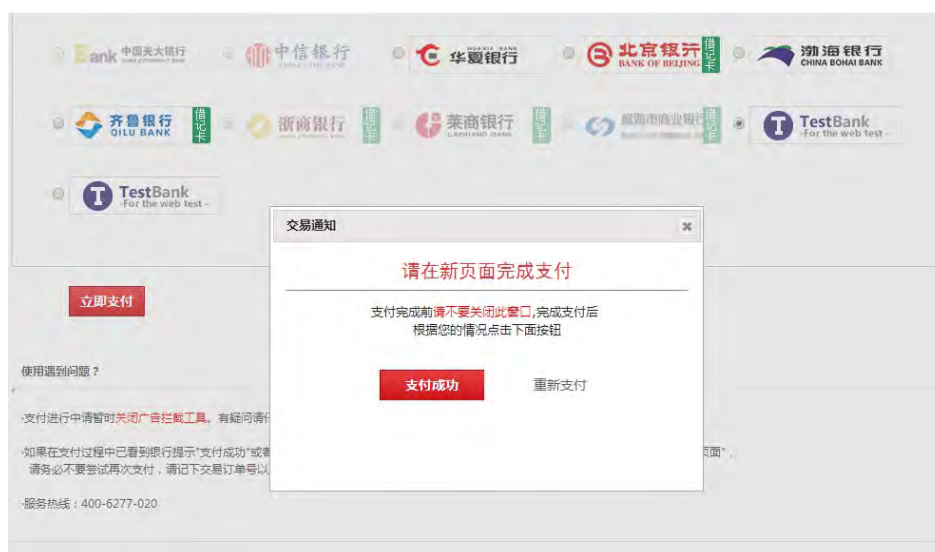 ank 中国光大银行
中信银行
HUAXIA BANK
华夏银行
北京银行
BANK OF BEIJING
借记卡
渤海银行
CHINA BOHAI BANK
齐鲁银行
QILU BANK
借记卡
浙商银行
借记卡
莱商银行
LAISHANG BANK
借记卡
威海市商业银行
借记卡
TestBank
-For the web test -
TestBank
-For the web test -
交易通知
请在新页面完成支付
支付完成前请不要关闭此窗口,完成支付后
根据您的情况点击下面按钮
支付成功
重新支付
立即支付
使用遇到问题？
·支付进行中请暂时关闭广告拦截工具。有疑问请
·如果在支付过程中已看到银行提示"支付成功"或者
页面"，
请务必不要尝试再次支付，请记下交易订单号以
·服务热线：400-6277-020